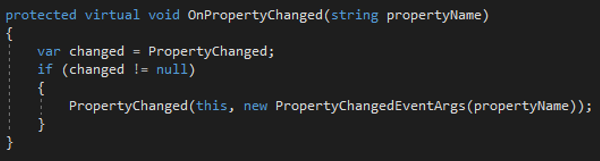 protected virtual void OnPropertyChanged(string propertyName)
{
    var changed = PropertyChanged;
    if (changed != null)
    {
        PropertyChanged(this, new PropertyChangedEventArgs(propertyName));
    }
}